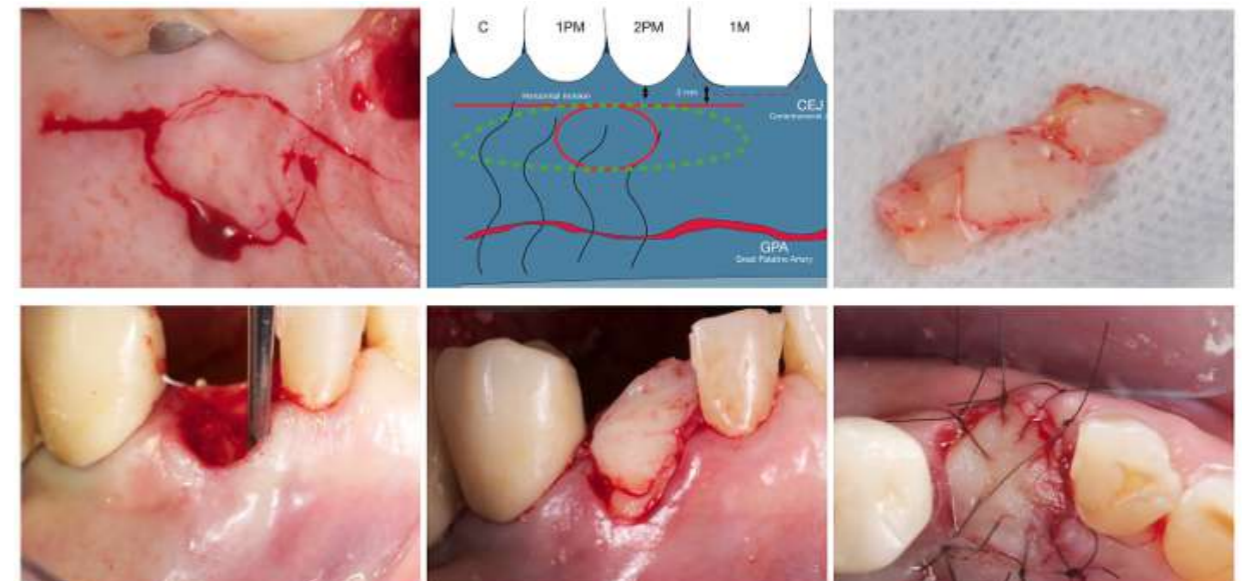 C 1PM 2PM 1M
Horizontal incision
3 mm
CEJ
GPA
Great Palatine Artery